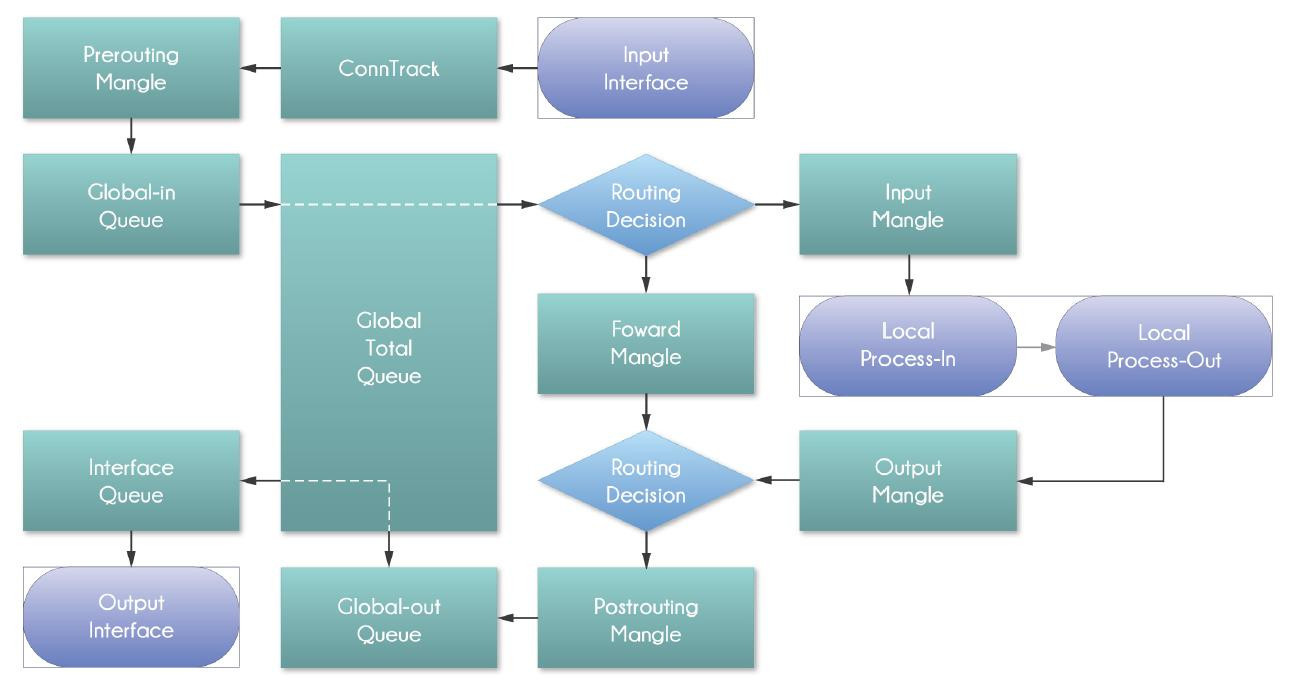 Prerouting
Mangle
ConnTrack
Input
Interface
Global-in
Queue
Routing
Decision
Input
Mangle
Global
Total
Queue
Foward
Mangle
Local
Process-In
Local
Process-Out
Interface
Queue
Routing
Decision
Output
Mangle
Output
Interface
Global-out
Queue
Postrouting
Mangle